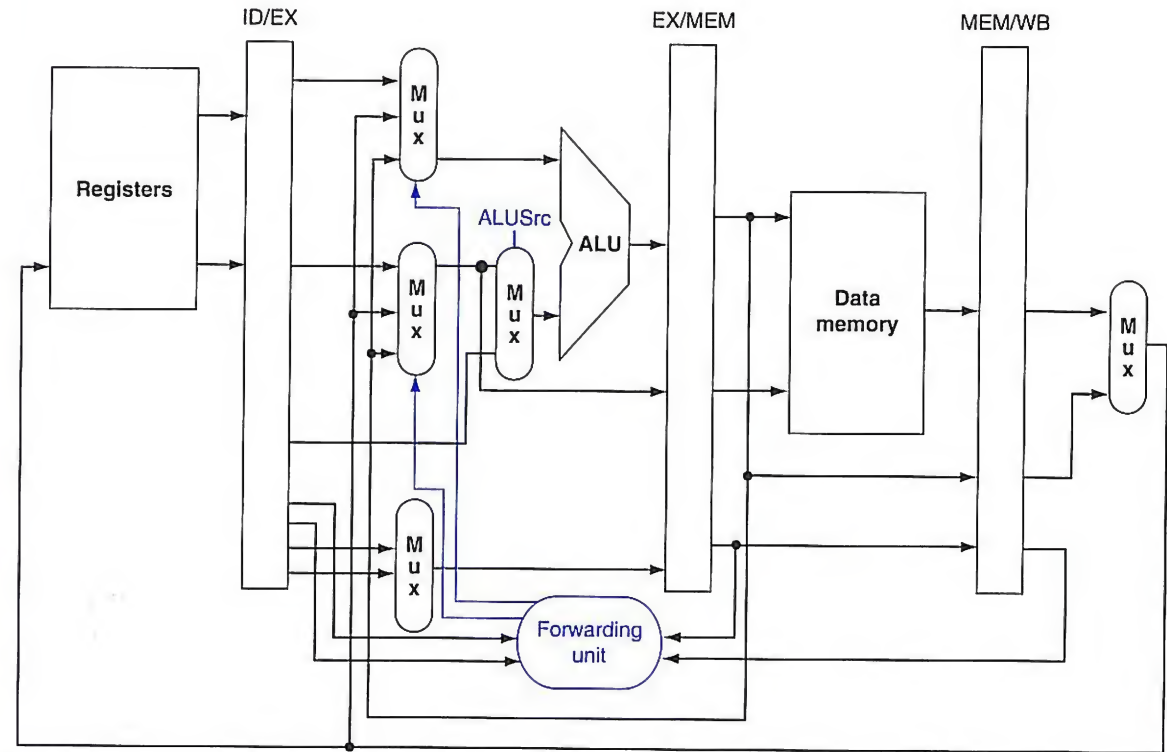 ID/EX
EX/MEM
MEM/WB
Registers
M
u
x
ALUSrc
M
u
x
M
u
x
ALU
Data
memory
M
u
x
M
u
x
Forwarding
unit